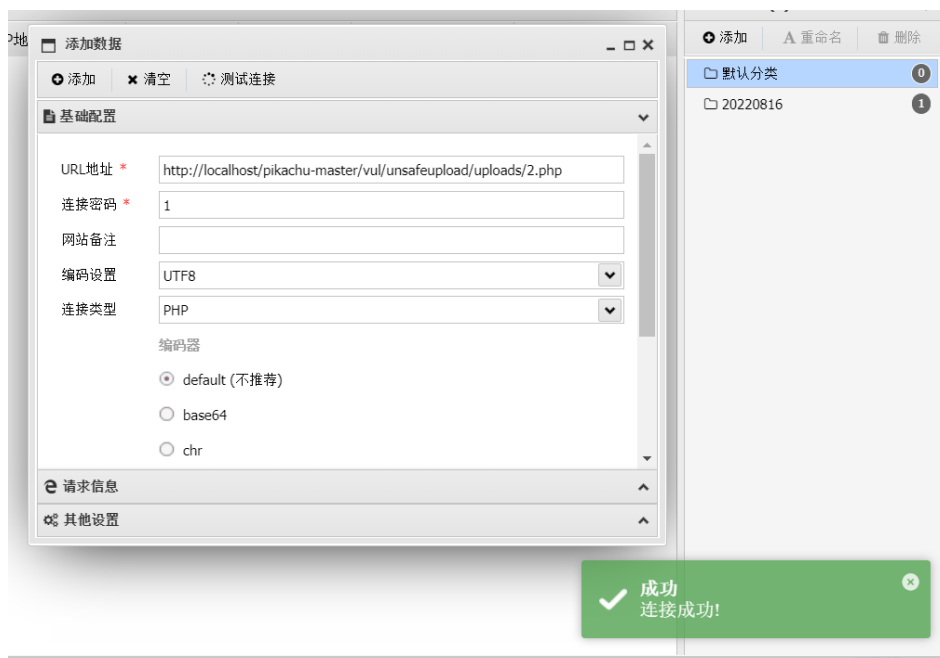 P地
添加数据
添加 清空 测试连接
基础配置
URL地址 * http://localhost/pikachu-master/vul/unsafeupload/uploads/2.php
连接密码 * 1
网站备注
编码设置 UTF8
连接类型 PHP
编码器
default (不推荐)
base64
chr
请求信息
其他设置
添加 A 重命名 删除
默认分类 0
20220816 1
成功
连接成功!